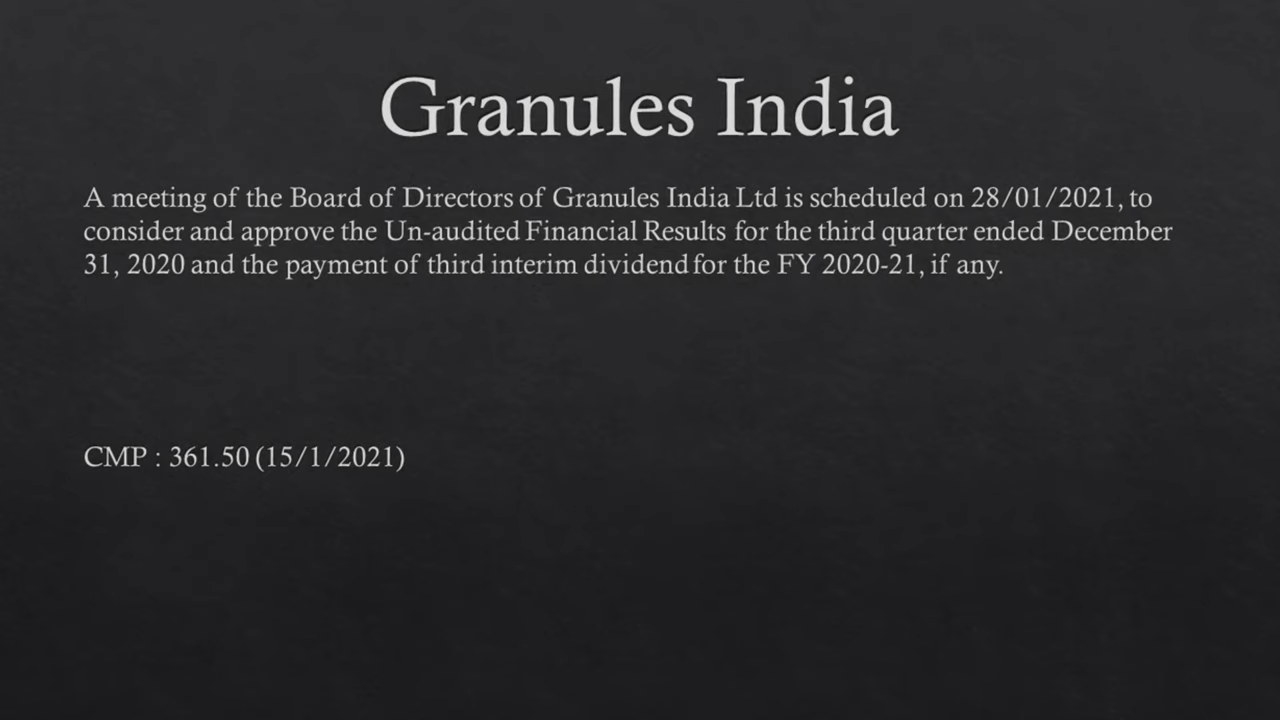 Granules India
A meeting of the Board of Directors of Granules India Ltd is scheduled on 28/01/2021, to
consider and approve the Un-audited Financial Results for the third quarter ended December
31, 2020 and the payment of third interim dividend for the FY 2020-21, if any.
CMP : 361.50 (15/1/2021)